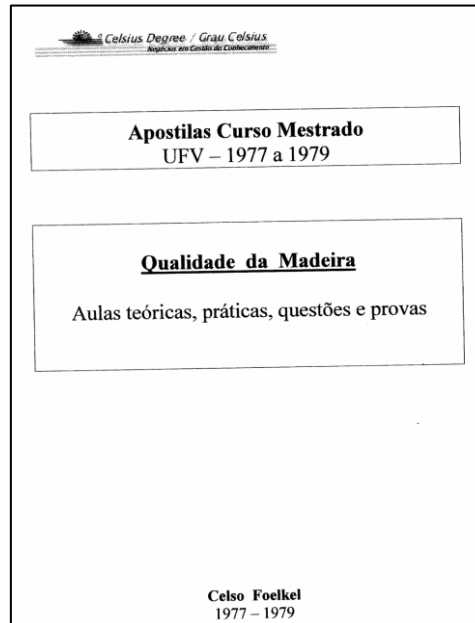 Celsius Degree / Grau Celsius
Negócios em Gestão do Conhecimento
Apostilas Curso Mestrado
UFV – 1977 a 1979
Qualidade da Madeira
Aulas teóricas, práticas, questões e provas
Celso Foelkel
1977 – 1979